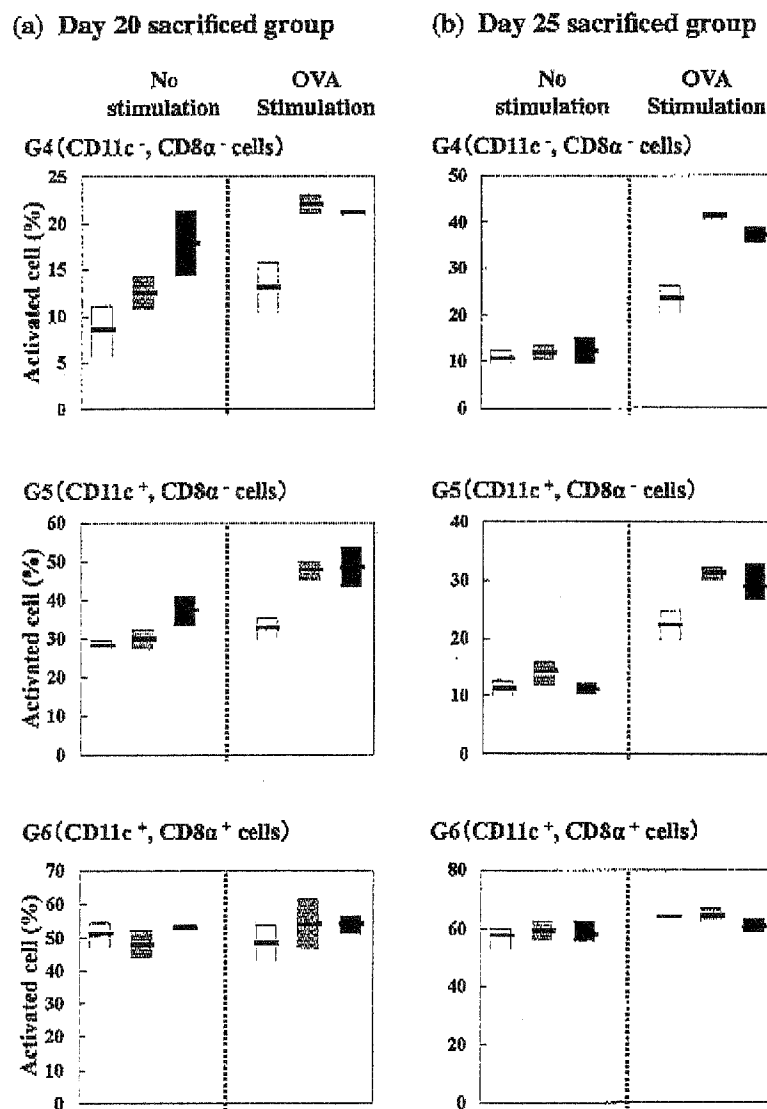 (a) Day 20 sacrificed group
No stimulation
OVA Stimulation
G4(CD11c⁻, CD8α⁻ cells)
Activated cell (%)
25
20
15
10
5
0
G5(CD11c⁺, CD8α⁻ cells)
Activated cell (%)
60
50
40
30
20
10
0
G6(CD11c⁺, CD8α⁺ cells)
Activated cell (%)
70
60
50
40
30
20
10
0
(b) Day 25 sacrificed group
No stimulation
OVA Stimulation
G4(CD11c⁻, CD8α⁻ cells)
50
40
30
20
10
0
G5(CD11c⁺, CD8α⁻ cells)
40
30
20
10
0
G6(CD11c⁺, CD8α⁺ cells)
80
60
40
20
0